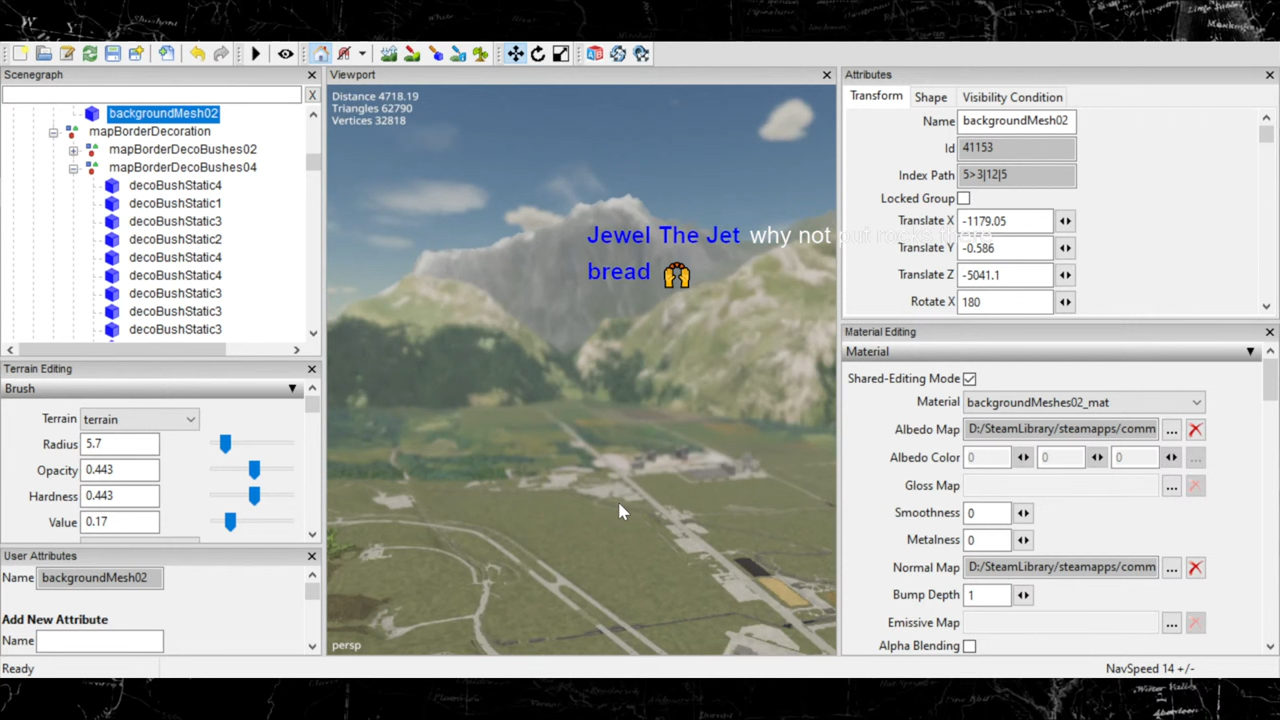 Scenegraph
X
Viewport
X
Attributes
X
X
backgroundMesh02
mapBorderDecoration
mapBorderDecoBushes02
mapBorderDecoBushes04
decoBushStatic4
decoBushStatic1
decoBushStatic3
decoBushStatic2
decoBushStatic4
decoBushStatic4
decoBushStatic3
decoBushStatic3
decoBushStatic3
Terrain Editing
Brush
Terrain terrain
Radius 5.7
Opacity 0.443
Hardness 0.443
Value 0.17
User Attributes
Name backgroundMesh02
Add New Attribute
Name
Ready
Distance 4718.19
Triangles 62790
Vertices 32818
Jewel The Jet why not put rocks there
bread
persp
Transform Shape Visibility Condition
Name backgroundMesh02
Id 41153
Index Path 5>3|12|5
Locked Group
Translate X -1179.05
Translate Y -0.586
Translate Z -5041.1
Rotate X 180
Material Editing
Material
Shared-Editing Mode
Material backgroundMeshes02_mat
Albedo Map D:/SteamLibrary/steamapps/comm ...
Albedo Color 0 0 0 ...
Gloss Map ...
Smoothness 0
Metalness 0
Normal Map D:/SteamLibrary/steamapps/comm ...
Bump Depth 1
Emissive Map ...
Alpha Blending
NavSpeed 14 +/-